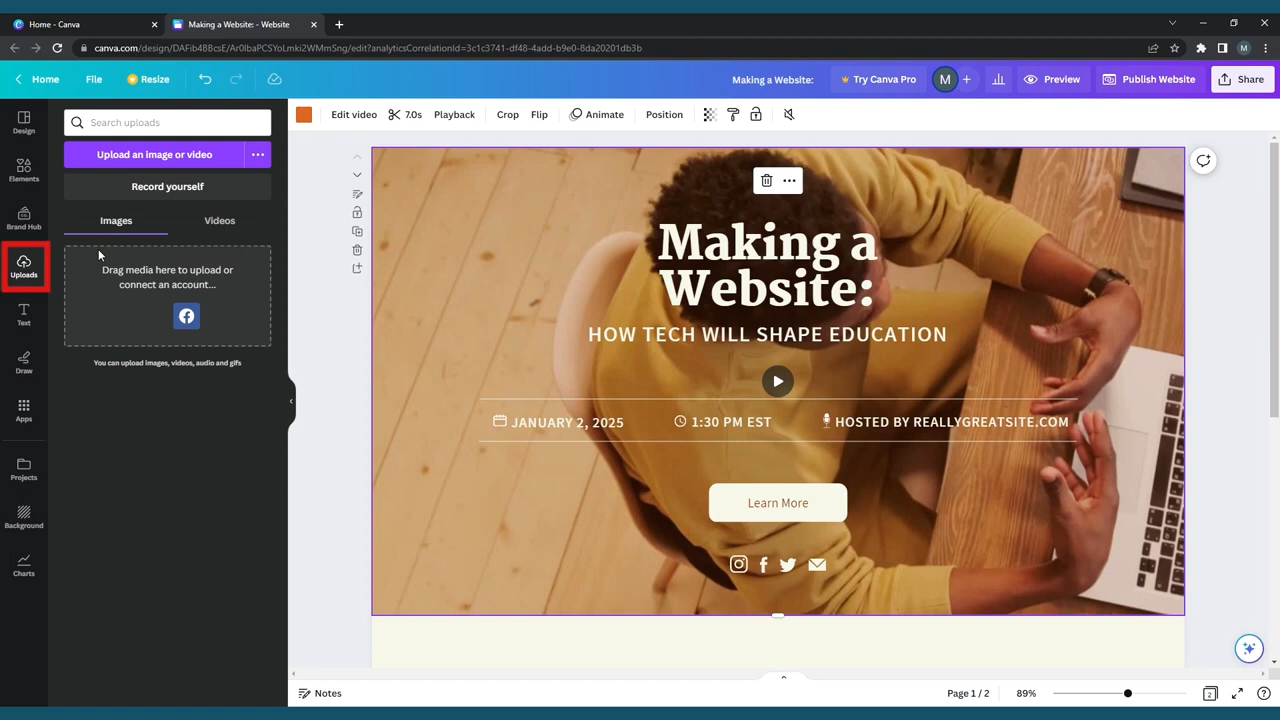 Home - Canva
Making a Website: - Website
canva.com/design/DAFib4BBcsE/Ar0lbaPCSYoLmki2WMmSng/edit?analyticsCorrelationId=3c1c3741-df48-4add-b9e0-8da20201db3b
M
Home
File
Resize
Making a Website:
Try Canva Pro
M
Preview
Publish Website
Share
Design
Elements
Brand Hub
Uploads
Text
Draw
Apps
Projects
Background
Charts
Search uploads
Upload an image or video
Record yourself
Images
Videos
Drag media here to upload or
connect an account...
You can upload images, videos, audio and gifs
Edit video
7.0s
Playback
Crop
Flip
Animate
Position
Making a
Website:
HOW TECH WILL SHAPE EDUCATION
JANUARY 2, 2025
1:30 PM EST
HOSTED BY REALLYGREATSITE.COM
Learn More
Notes
Page 1 / 2
89%
2